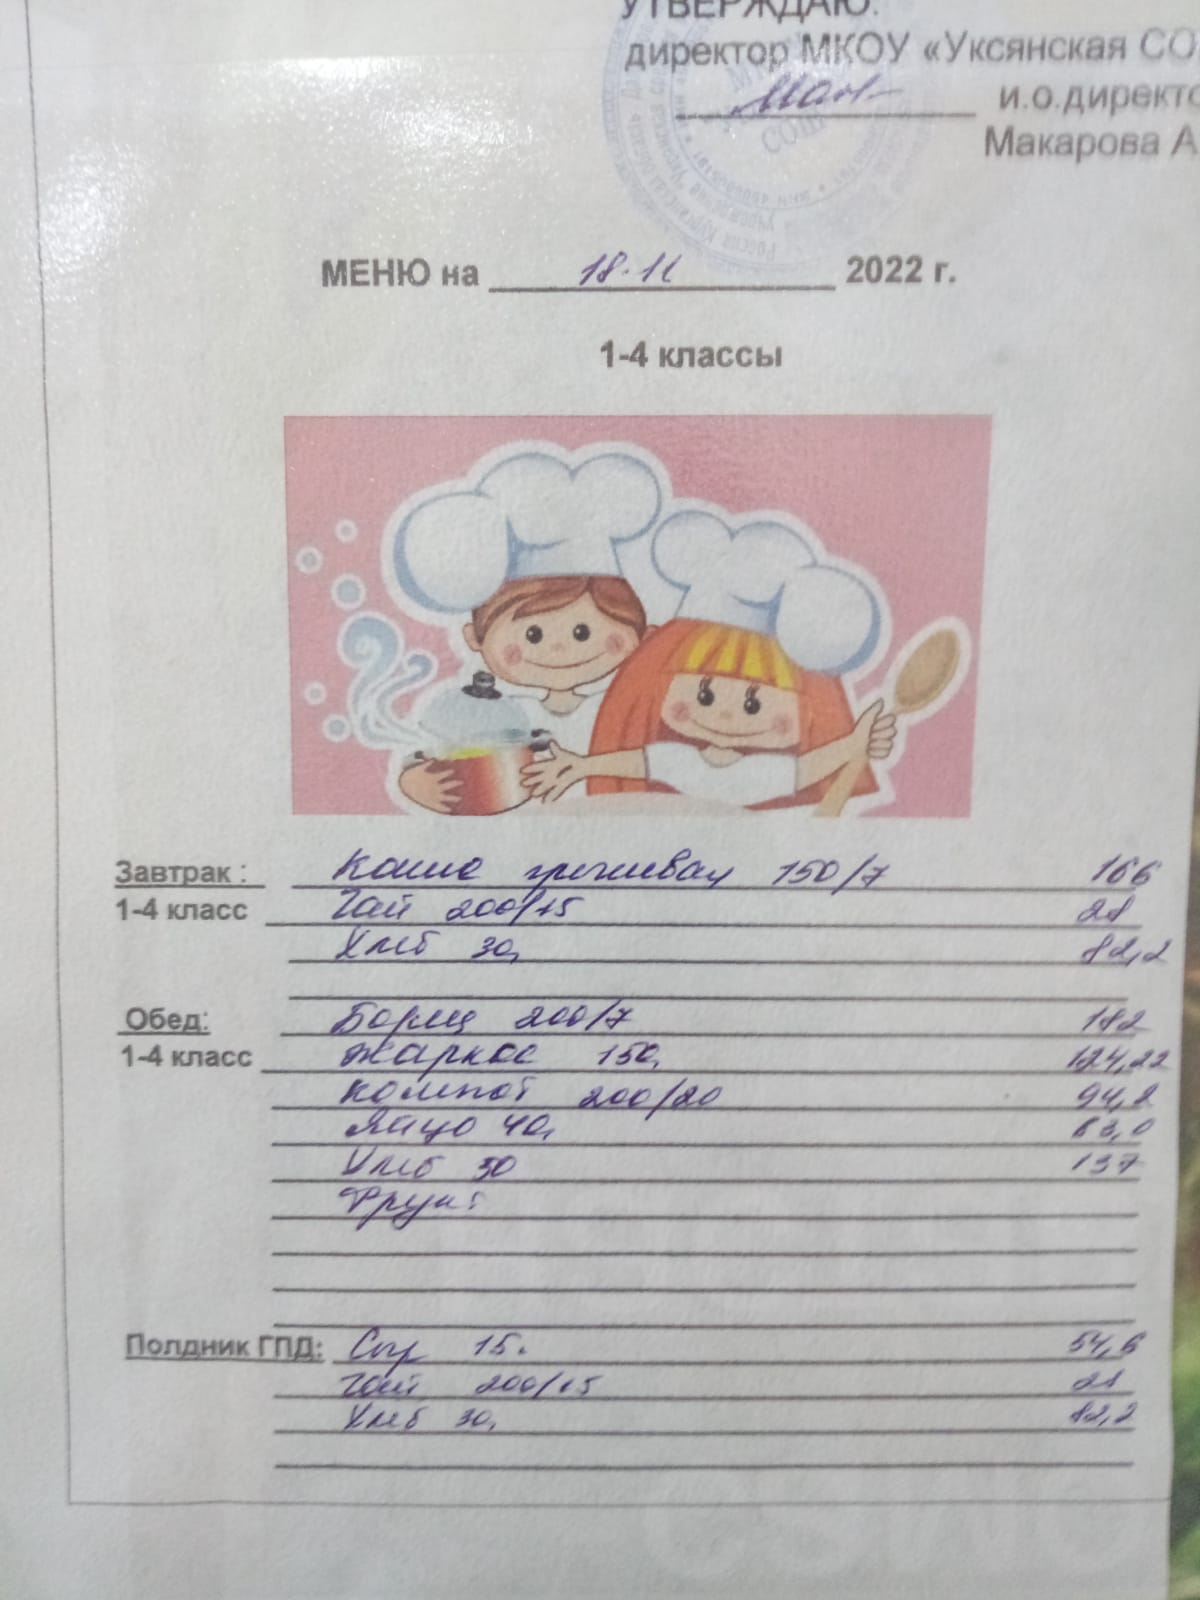 УТВЕРЖДАЮ:
директор МКОУ «Уксянская СО
и.о.директо
Макарова А
МЕНЮ на 18.11 2022 г.
1-4 классы
Завтрак : Каша гречневая 150/7 166
1-4 класс Чай 200/15 28
Хлеб 30, 82,2
Обед: Борщ 200/7 182
1-4 класс Жаркое 150, 124,22
Компот 200/20 94,2
Яйцо 40, 63,0
Хлеб 50 137
Фрукт
Полдник ГПД: Сыр 15. 54,6
Чай 200/15 28
Хлеб 30, 82,2